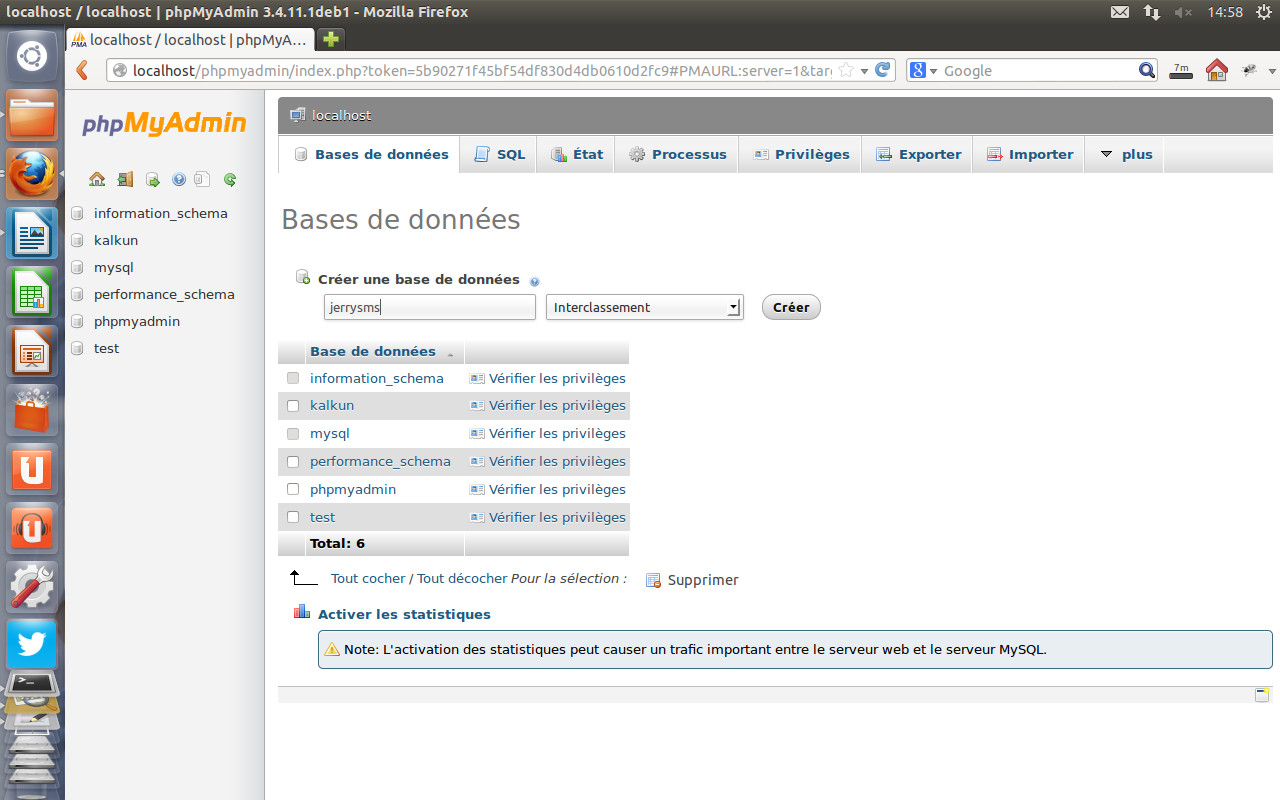 localhost / localhost | phpMyAdmin 3.4.11.1deb1 - Mozilla Firefox
14:58
PMA localhost / localhost | phpMyA...
localhost/phpmyadmin/index.php?token=5b90271f45bf54df830d4db0610d2fc9#PMAURL:server=1&tar
8 Google
7m
phpMyAdmin
information_schema
kalkun
mysql
performance_schema
phpmyadmin
test
localhost
Bases de données
SQL
État
Processus
Privilèges
Exporter
Importer
plus
Bases de données
Créer une base de données
jerrysms
Interclassement
Créer
Base de données
information_schema Vérifier les privilèges
kalkun Vérifier les privilèges
mysql Vérifier les privilèges
performance_schema Vérifier les privilèges
phpmyadmin Vérifier les privilèges
test Vérifier les privilèges
Total: 6
Tout cocher / Tout décocher Pour la sélection : Supprimer
Activer les statistiques
Note: L'activation des statistiques peut causer un trafic important entre le serveur web et le serveur MySQL.